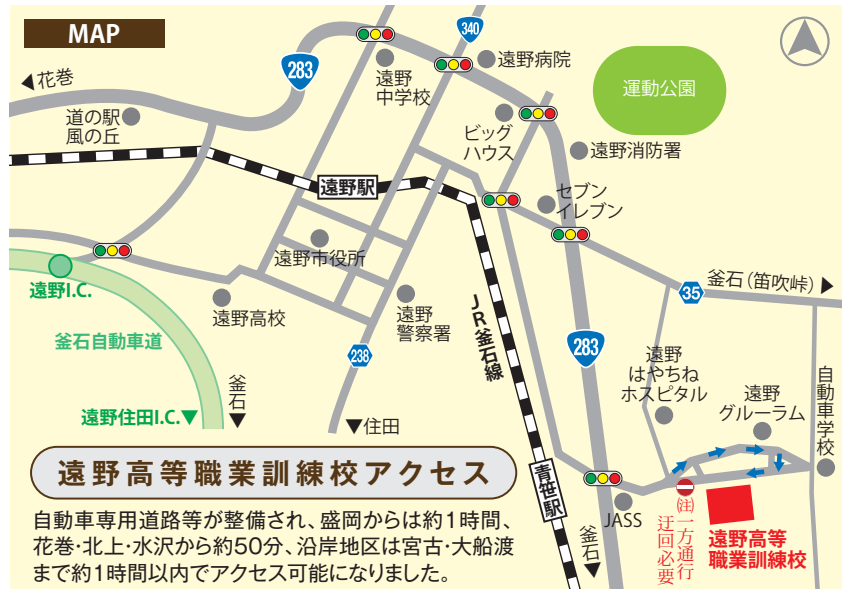 MAP
340
283
遠野病院
花巻
遠野
中学校
運動公園
道の駅
風の丘
ビッグ
ハウス
遠野消防署
遠野駅
セブン
イレブン
遠野市役所
遠野I.C.
遠野高校
遠野
警察署
JR釜石線
釜石(笛吹峠)
35
283
釜石自動車道
238
遠野
はやちね
ホスピタル
遠野
グルーラム
自動車学校
釜石
遠野住田I.C.
住田
遠野高等職業訓練校アクセス
青笹駅
JASS
釜石
(注)一方通行
迂回必要
遠野高等
職業訓練校
自動車専用道路等が整備され、盛岡からは約1時間、
花巻・北上・水沢から約50分、沿岸地区は宮古・大船渡
まで約1時間以内でアクセス可能になりました。